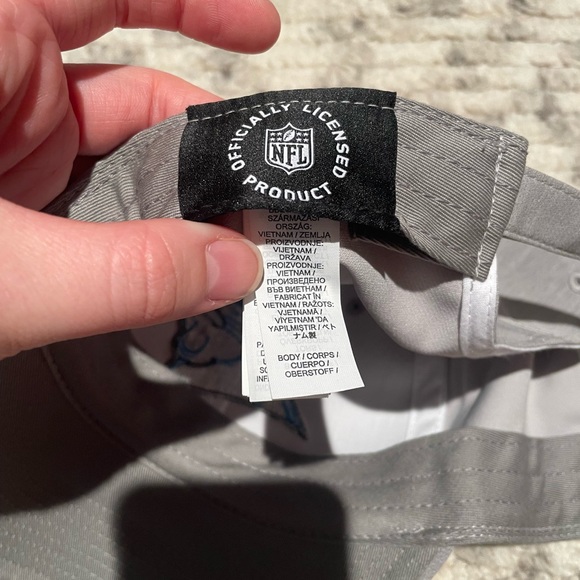 OFFICIALLY LICENSED
NFL
PRODUCT
SZÁRMAZÁSI
ORSZÁG:
VIETNAM / ZEMLJA
PROIZVODNJE:
VIETNAM /
DRŽAVA
PROIZVODNJE:
VIETNAM /
ПРОИЗВЕДЕНО
ВЪВ ВИЕТНАМ /
FABRICAT ÎN
VIETNAM / RAŽOTS:
VJETNAMĀ /
VİYETNAM 'DA
YAPILMIŞTIR / ベト
ナム製
BODY / CORPS /
CUERPO /
OBERSTOFF /